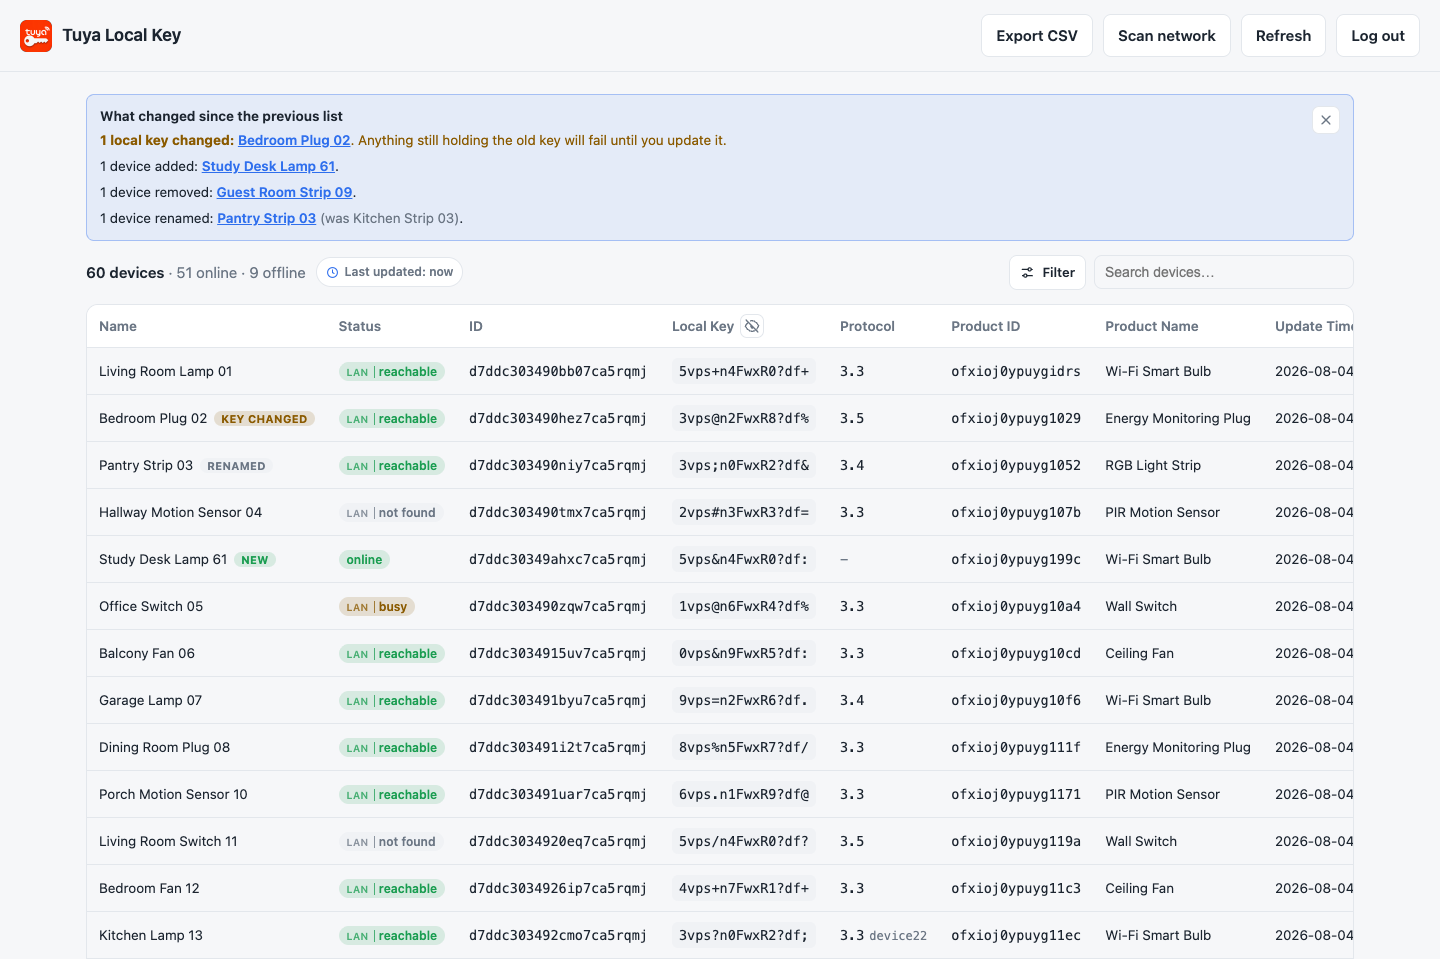 tuya
Tuya Local Key
Export CSV
Scan network
Refresh
Log out
What changed since the previous list
1 local key changed: Bedroom Plug 02. Anything still holding the old key will fail until you update it.
1 device added: Study Desk Lamp 61.
1 device removed: Guest Room Strip 09.
1 device renamed: Pantry Strip 03 (was Kitchen Strip 03).
60 devices · 51 online · 9 offline
Last updated: now
Filter
Search devices...
Name Status ID Local Key Protocol Product ID Product Name Update Time
Living Room Lamp 01 LAN | reachable d7ddc303490bb07ca5rqmj 5vps+n4FwxR0?df+ 3.3 ofxioj0ypuygidrs Wi-Fi Smart Bulb 2026-08-04
Bedroom Plug 02 KEY CHANGED LAN | reachable d7ddc303490hez7ca5rqmj 3vps@n2FwxR8?df% 3.5 ofxioj0ypuyg1029 Energy Monitoring Plug 2026-08-04
Pantry Strip 03 RENAMED LAN | reachable d7ddc303490niy7ca5rqmj 3vps;n0FwxR2?df& 3.4 ofxioj0ypuyg1052 RGB Light Strip 2026-08-04
Hallway Motion Sensor 04 LAN | not found d7ddc303490tmx7ca5rqmj 2vps#n3FwxR3?df= 3.3 ofxioj0ypuyg107b PIR Motion Sensor 2026-08-04
Study Desk Lamp 61 NEW online d7ddc30349ahxc7ca5rqmj 5vps&n4FwxR0?df: – ofxioj0ypuyg199c Wi-Fi Smart Bulb 2026-08-04
Office Switch 05 LAN | busy d7ddc303490zqw7ca5rqmj 1vps@n6FwxR4?df% 3.3 ofxioj0ypuyg10a4 Wall Switch 2026-08-04
Balcony Fan 06 LAN | reachable d7ddc3034915uv7ca5rqmj 0vps&n9FwxR5?df: 3.3 ofxioj0ypuyg10cd Ceiling Fan 2026-08-04
Garage Lamp 07 LAN | reachable d7ddc303491byu7ca5rqmj 9vps=n2FwxR6?df. 3.4 ofxioj0ypuyg10f6 Wi-Fi Smart Bulb 2026-08-04
Dining Room Plug 08 LAN | reachable d7ddc303491i2t7ca5rqmj 8vps%n5FwxR7?df/ 3.3 ofxioj0ypuyg111f Energy Monitoring Plug 2026-08-04
Porch Motion Sensor 10 LAN | reachable d7ddc303491uar7ca5rqmj 6vps.n1FwxR9?df@ 3.3 ofxioj0ypuyg1171 PIR Motion Sensor 2026-08-04
Living Room Switch 11 LAN | not found d7ddc3034920eq7ca5rqmj 5vps/n4FwxR0?df? 3.5 ofxioj0ypuyg119a Wall Switch 2026-08-04
Bedroom Fan 12 LAN | reachable d7ddc3034926ip7ca5rqmj 4vps+n7FwxR1?df+ 3.3 ofxioj0ypuyg11c3 Ceiling Fan 2026-08-04
Kitchen Lamp 13 LAN | reachable d7ddc303492cmo7ca5rqmj 3vps?n0FwxR2?df; 3.3 device22 ofxioj0ypuyg11ec Wi-Fi Smart Bulb 2026-08-04